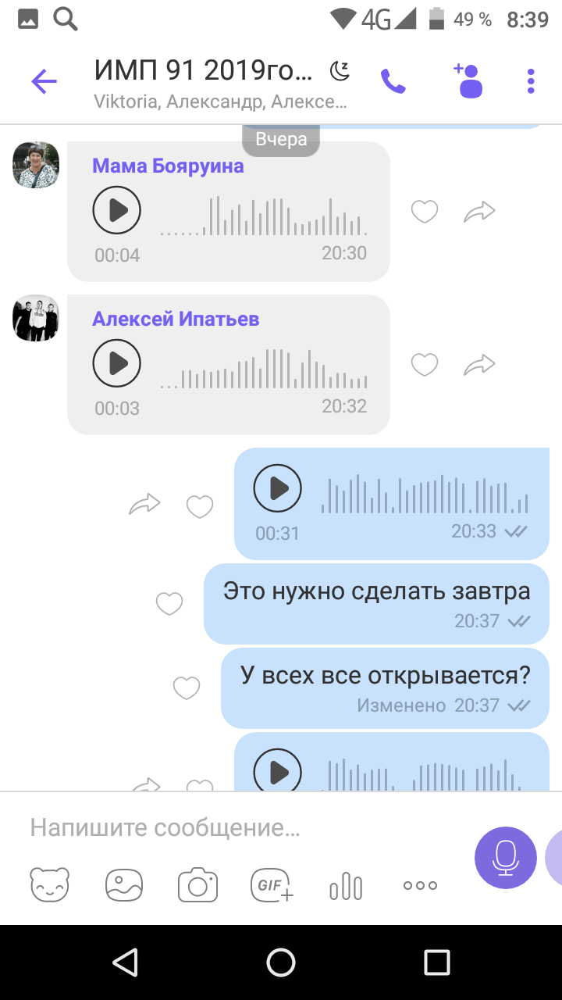 4G 49 % 8:39
ИМП 91 2019го...
Viktoria, Александр, Алексе...
Вчера
Мама Бояруина
00:04 20:30
Алексей Ипатьев
00:03 20:32
00:31 20:33
Это нужно сделать завтра
20:37
У всех все открывается?
Изменено 20:37
Напишите сообщение...
GIF